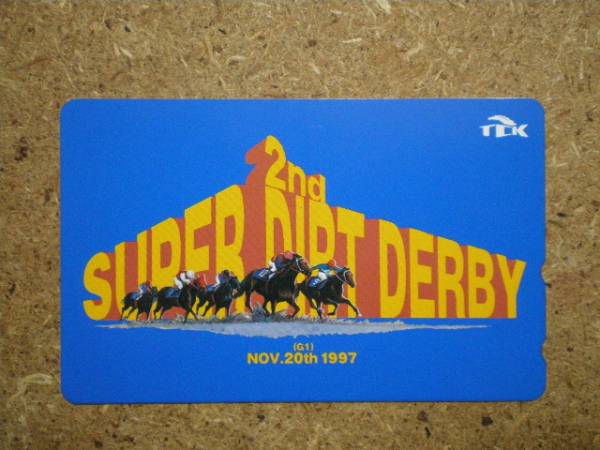 TCK
2nd
SUPER DIRT DERBY
(G1)
NOV.20th 1997